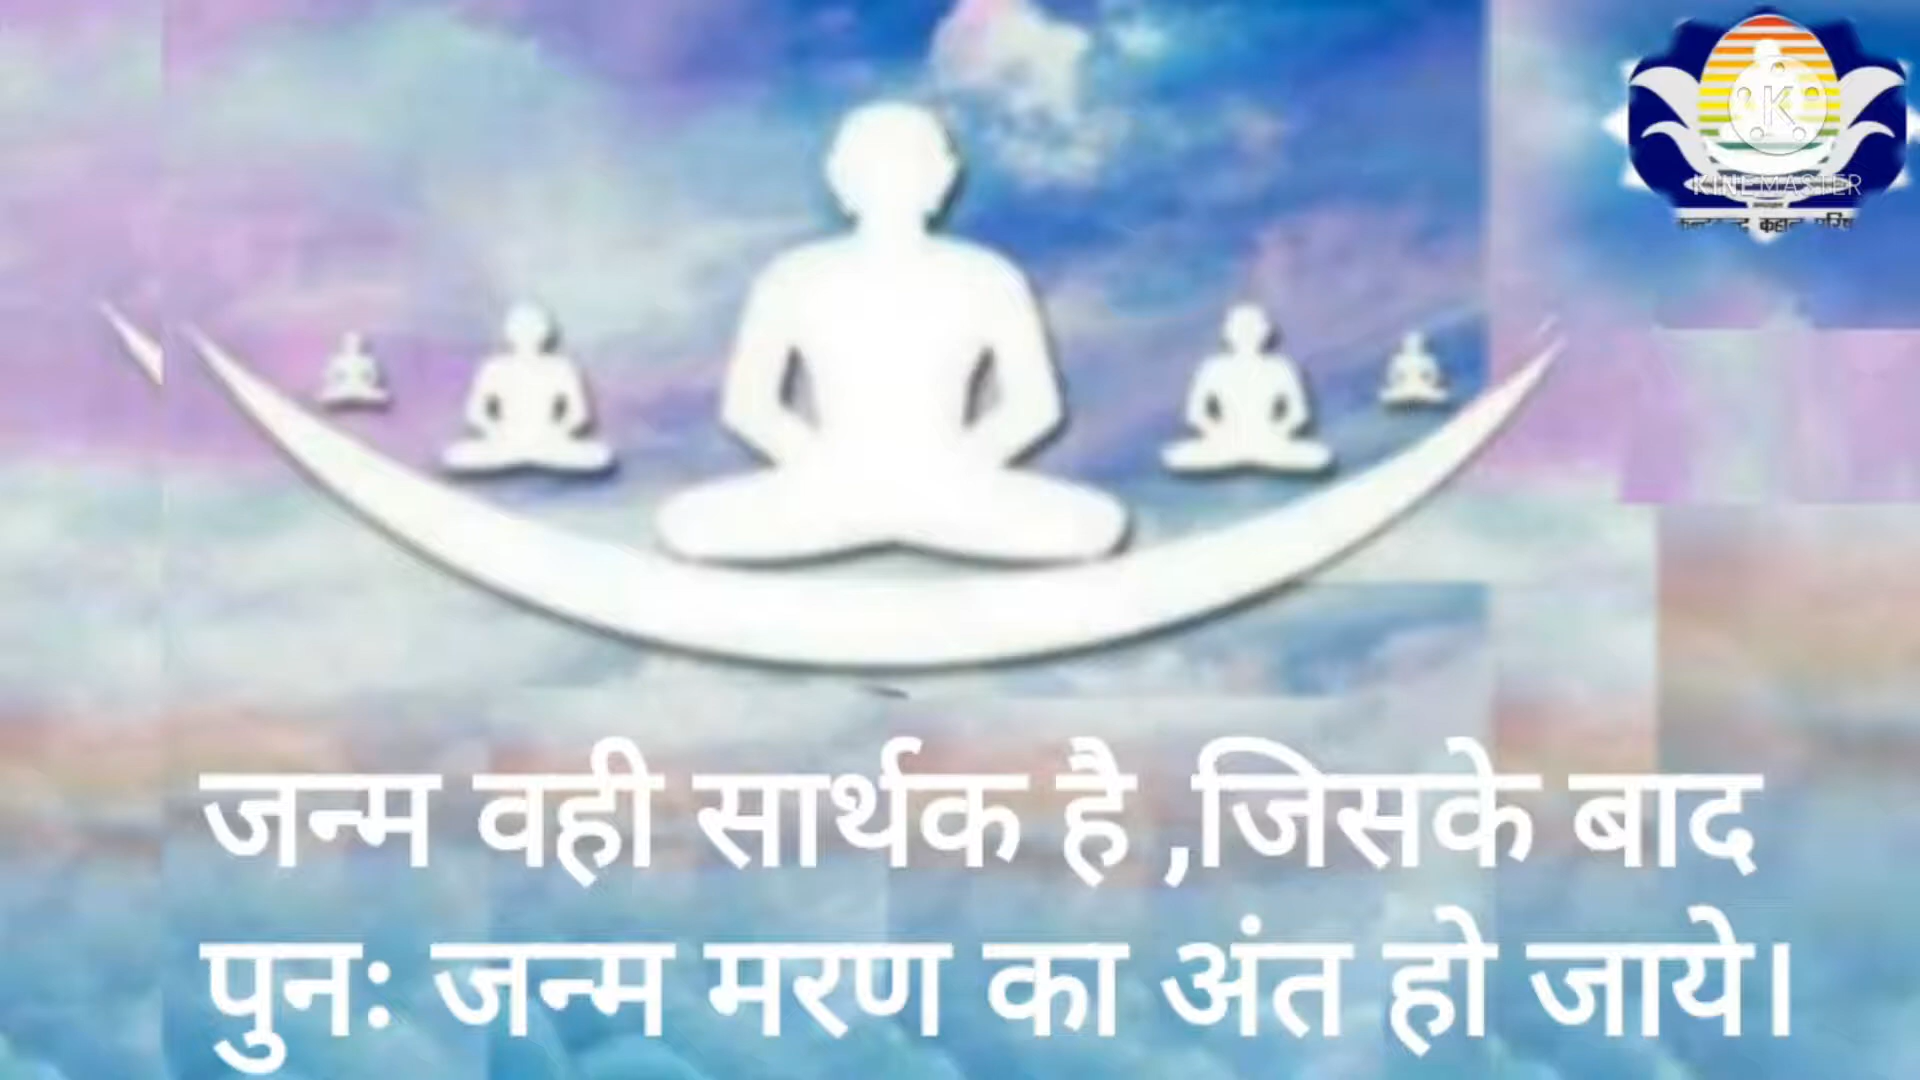 K
KINEMASTER
जन्म वही सार्थक है ,जिसके बाद
पुनः जन्म मरण का अंत हो जाये।